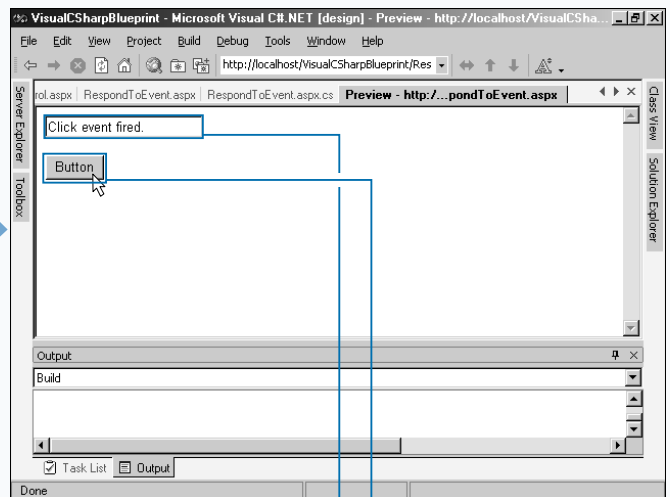 VisualCSharpBlueprint - Microsoft Visual C#.NET [design] - Preview - http://localhost/VisualCSha...
File Edit View Project Build Debug Tools Window Help
http://localhost/VisualCSharpBlueprint/Res
rol.aspx RespondToEvent.aspx RespondToEvent.aspx.cs Preview - http:/...pondToEvent.aspx
Server Explorer
Toolbox
Click event fired.
Button
Class View
Solution Explorer
Output
Build
Task List Output
Done